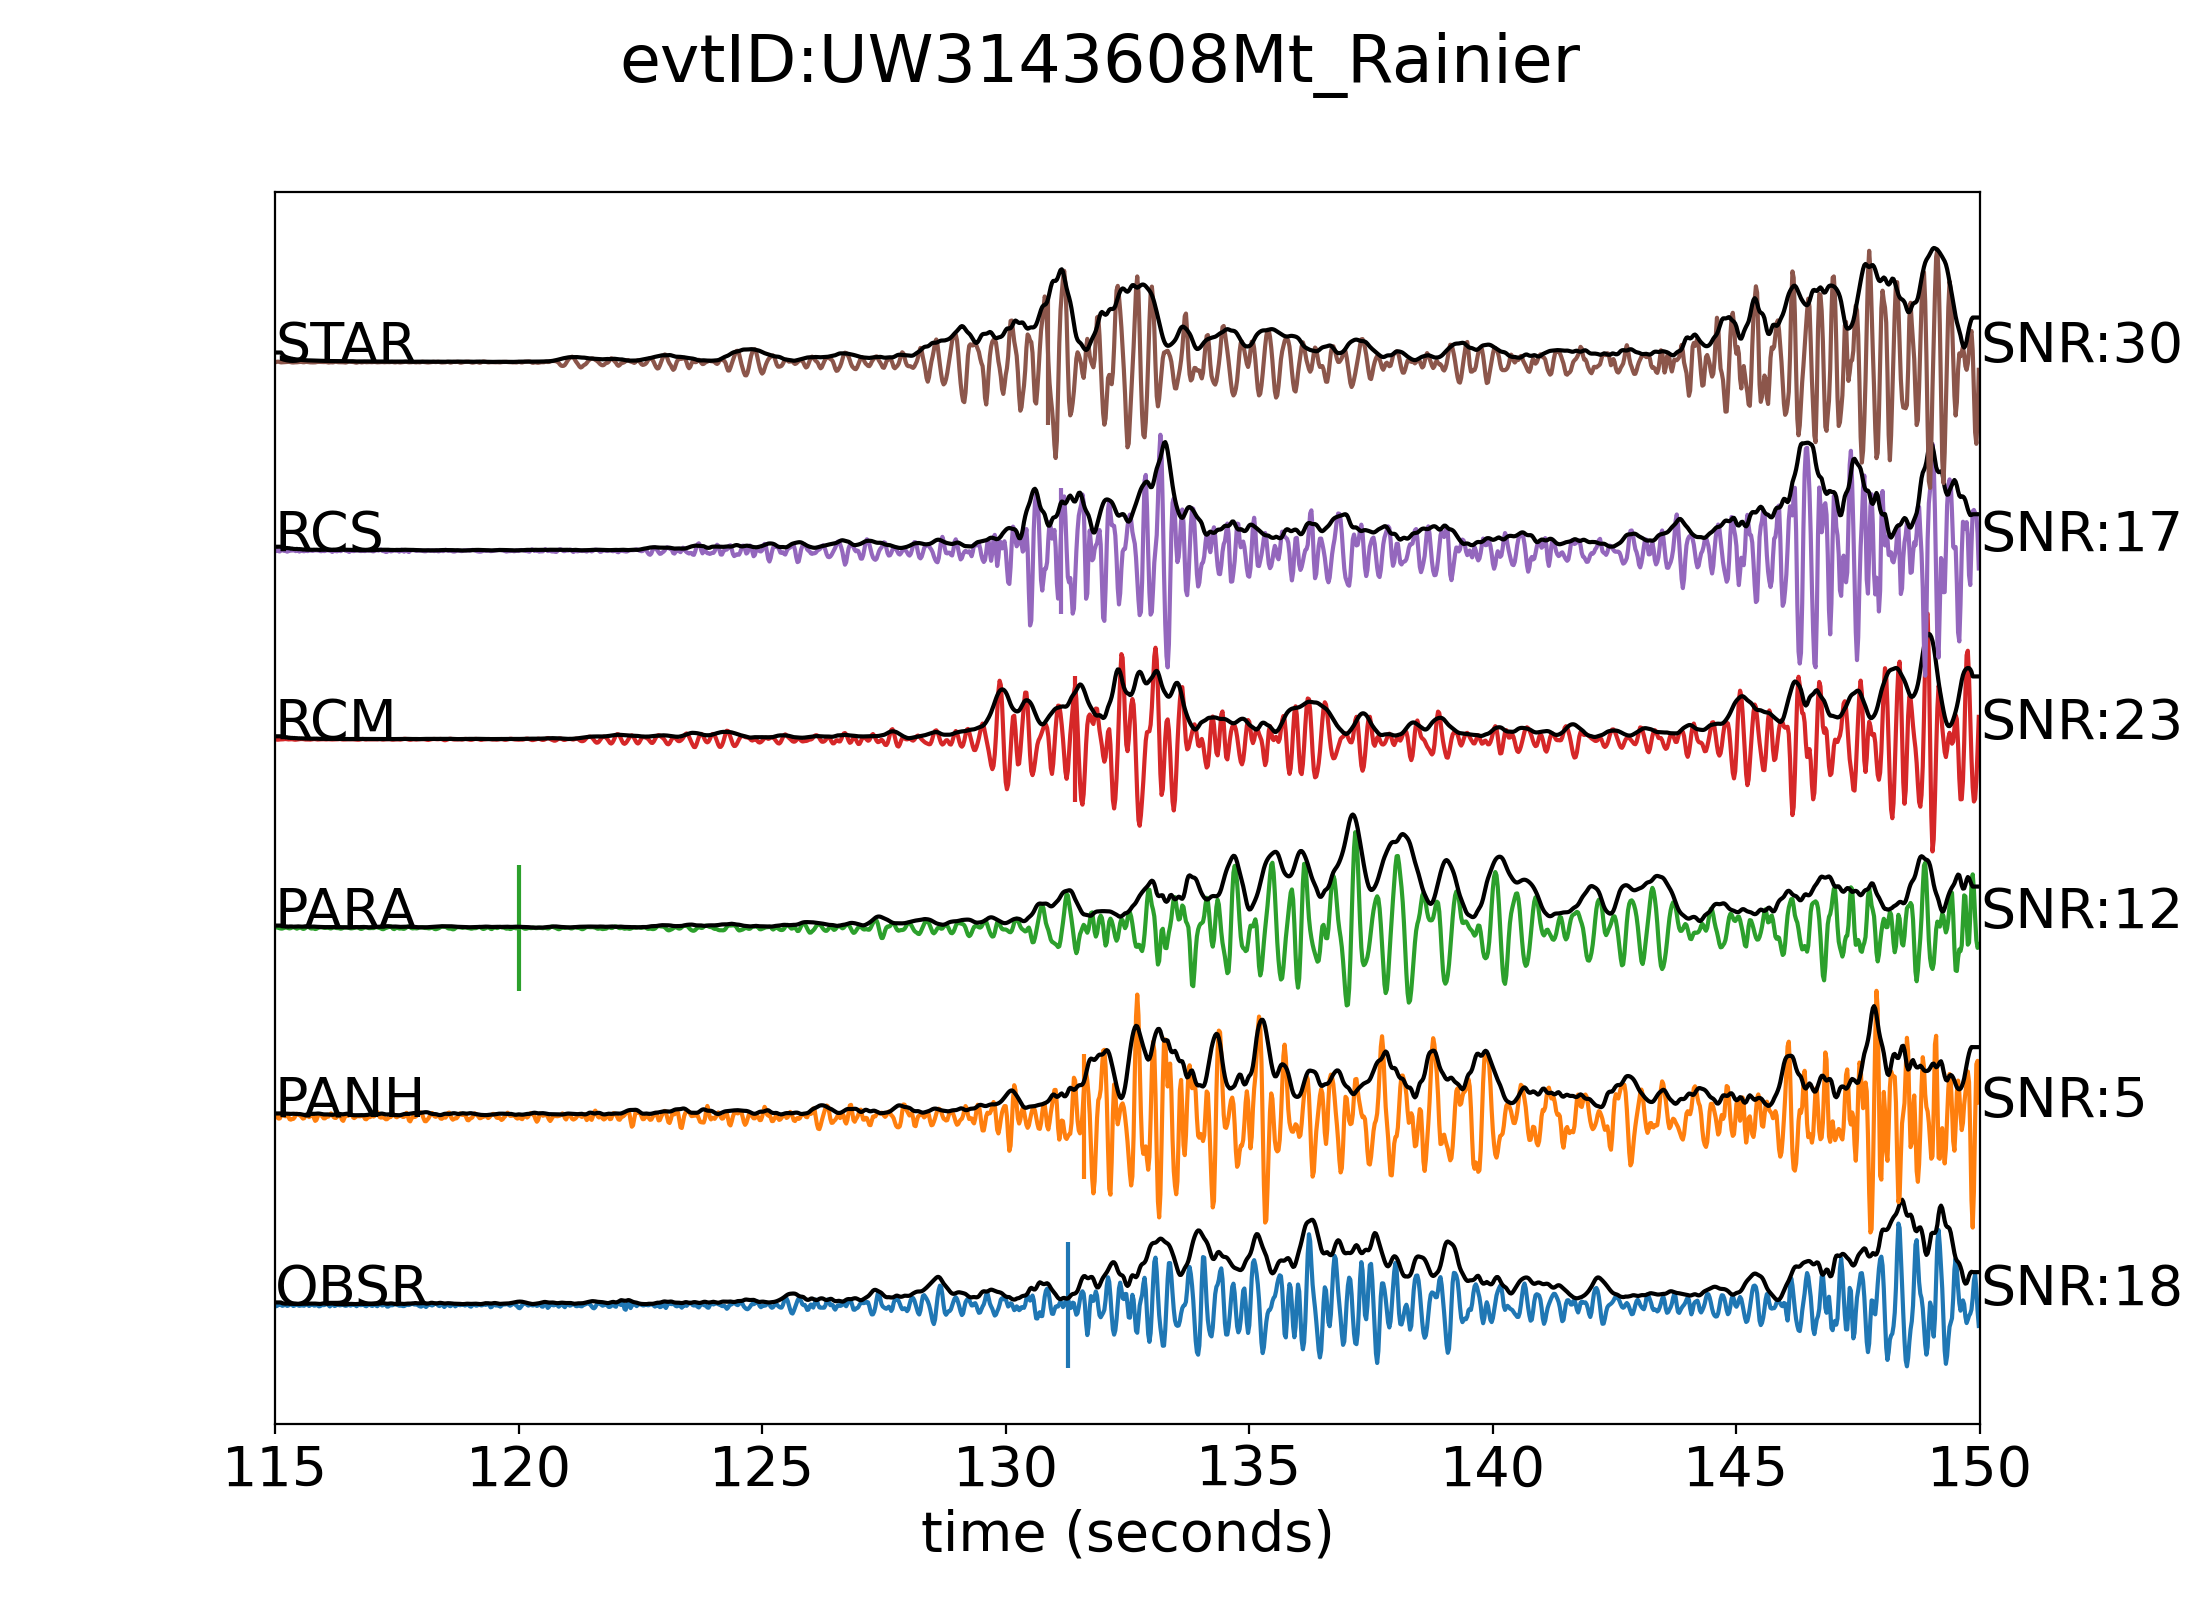 evtID:UW3143608Mt_Rainier
STAR SNR:30
RCS SNR:17
RCM SNR:23
PARA SNR:12
PANH SNR:5
OBSR SNR:18
115 120 125 130 135 140 145 150
time (seconds)